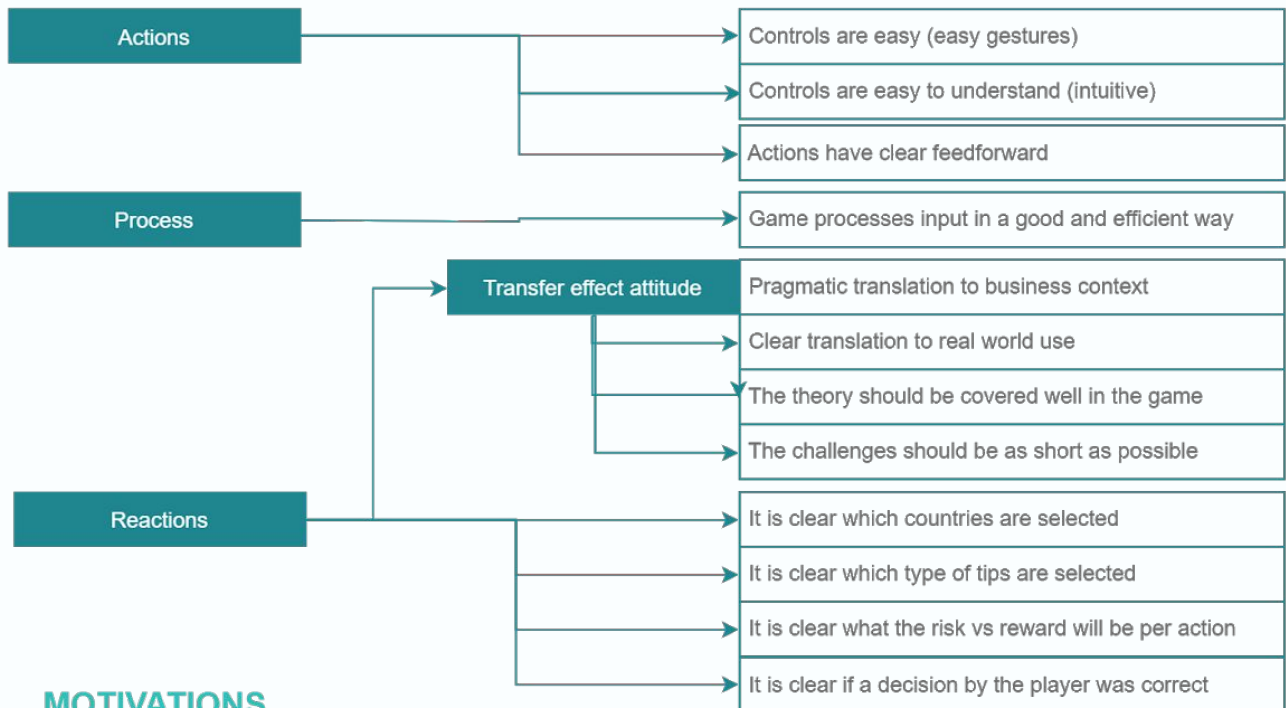 Actions
Controls are easy (easy gestures)
Controls are easy to understand (intuitive)
Actions have clear feedforward
Process
Game processes input in a good and efficient way
Transfer effect attitude
Pragmatic translation to business context
Clear translation to real world use
The theory should be covered well in the game
The challenges should be as short as possible
Reactions
It is clear which countries are selected
It is clear which type of tips are selected
It is clear what the risk vs reward will be per action
It is clear if a decision by the player was correct
MOTIVATIONS